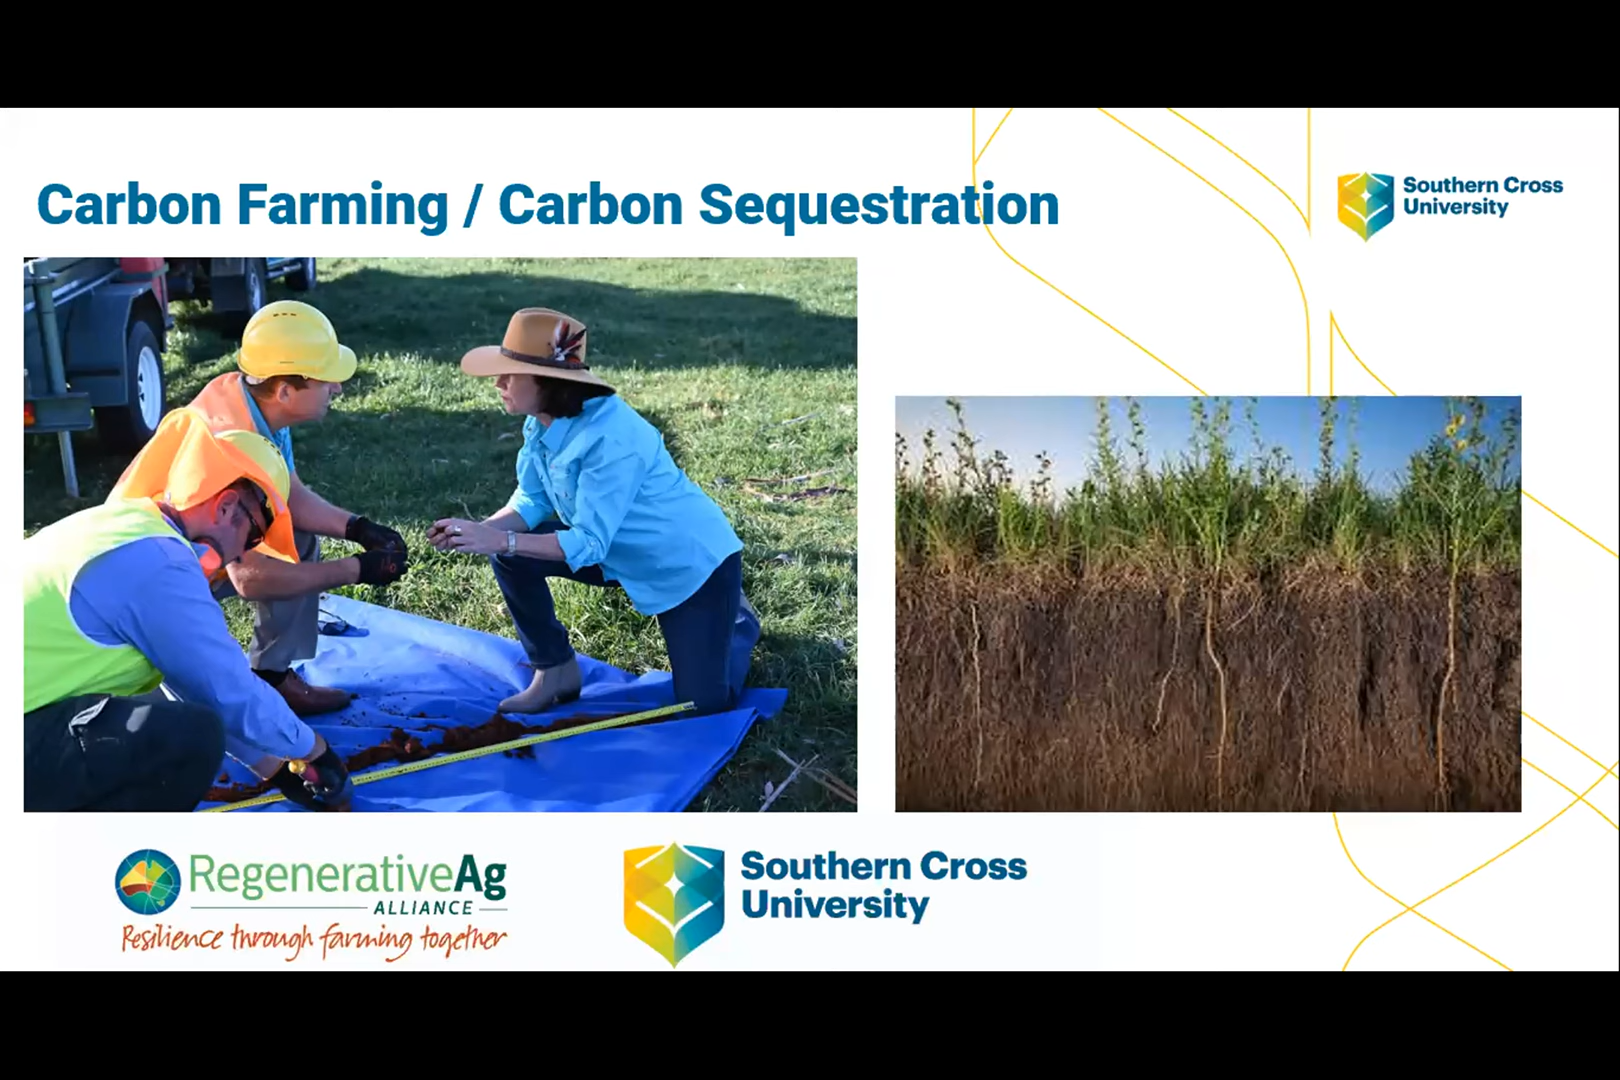 Carbon Farming / Carbon Sequestration
Southern Cross
University
RegenerativeAg
ALLIANCE
Resilience through farming together
Southern Cross
University